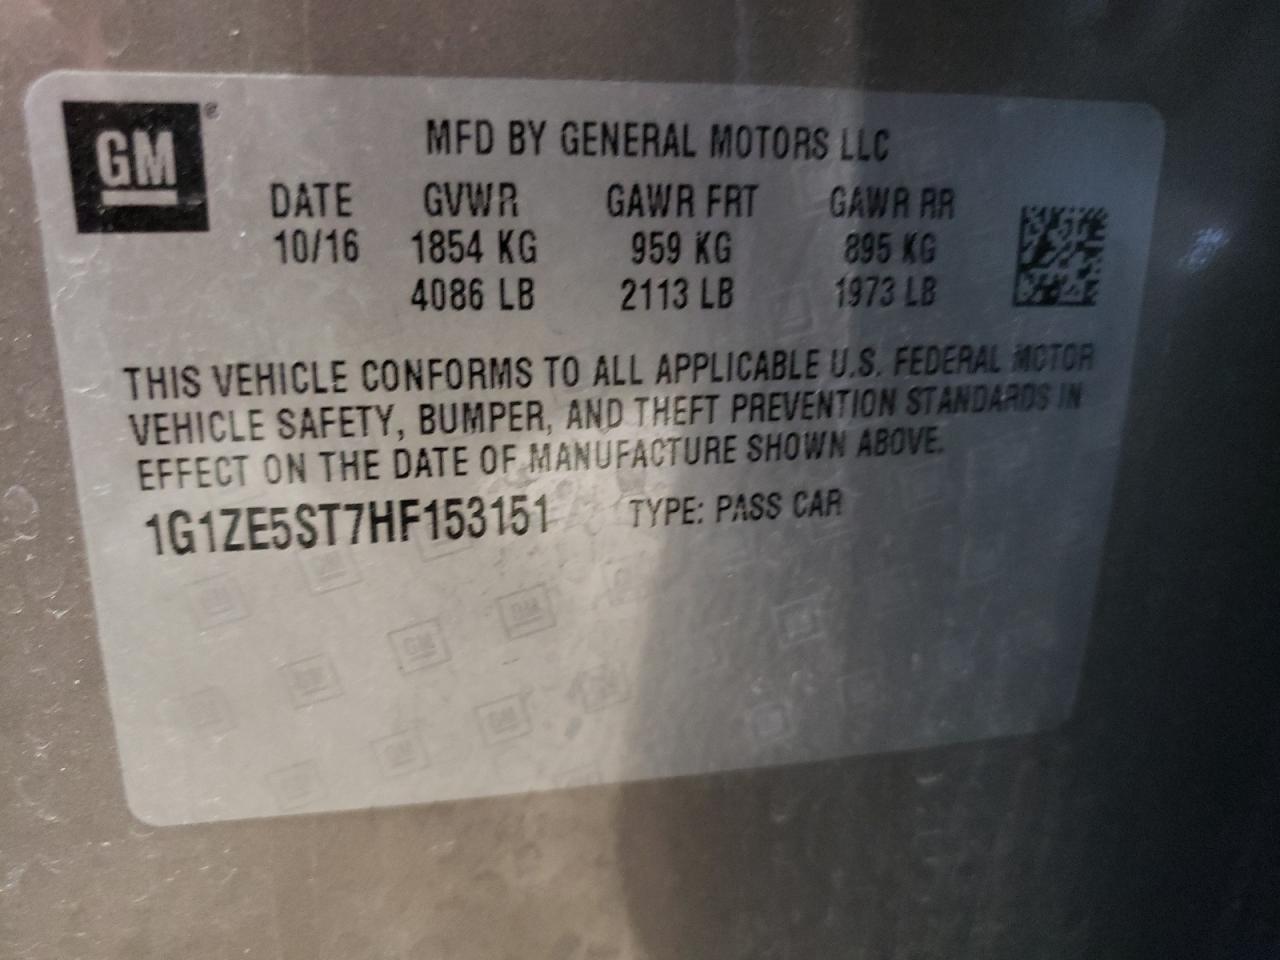 GM®
MFD BY GENERAL MOTORS LLC
DATE GVWR GAWR FRT GAWR RR
10/16 1854 KG 959 KG 895 KG
4086 LB 2113 LB 1973 LB
THIS VEHICLE CONFORMS TO ALL APPLICABLE U.S. FEDERAL MOTOR
VEHICLE SAFETY, BUMPER, AND THEFT PREVENTION STANDARDS IN
EFFECT ON THE DATE OF MANUFACTURE SHOWN ABOVE.
1G1ZE5ST7HF153151 TYPE: PASS CAR